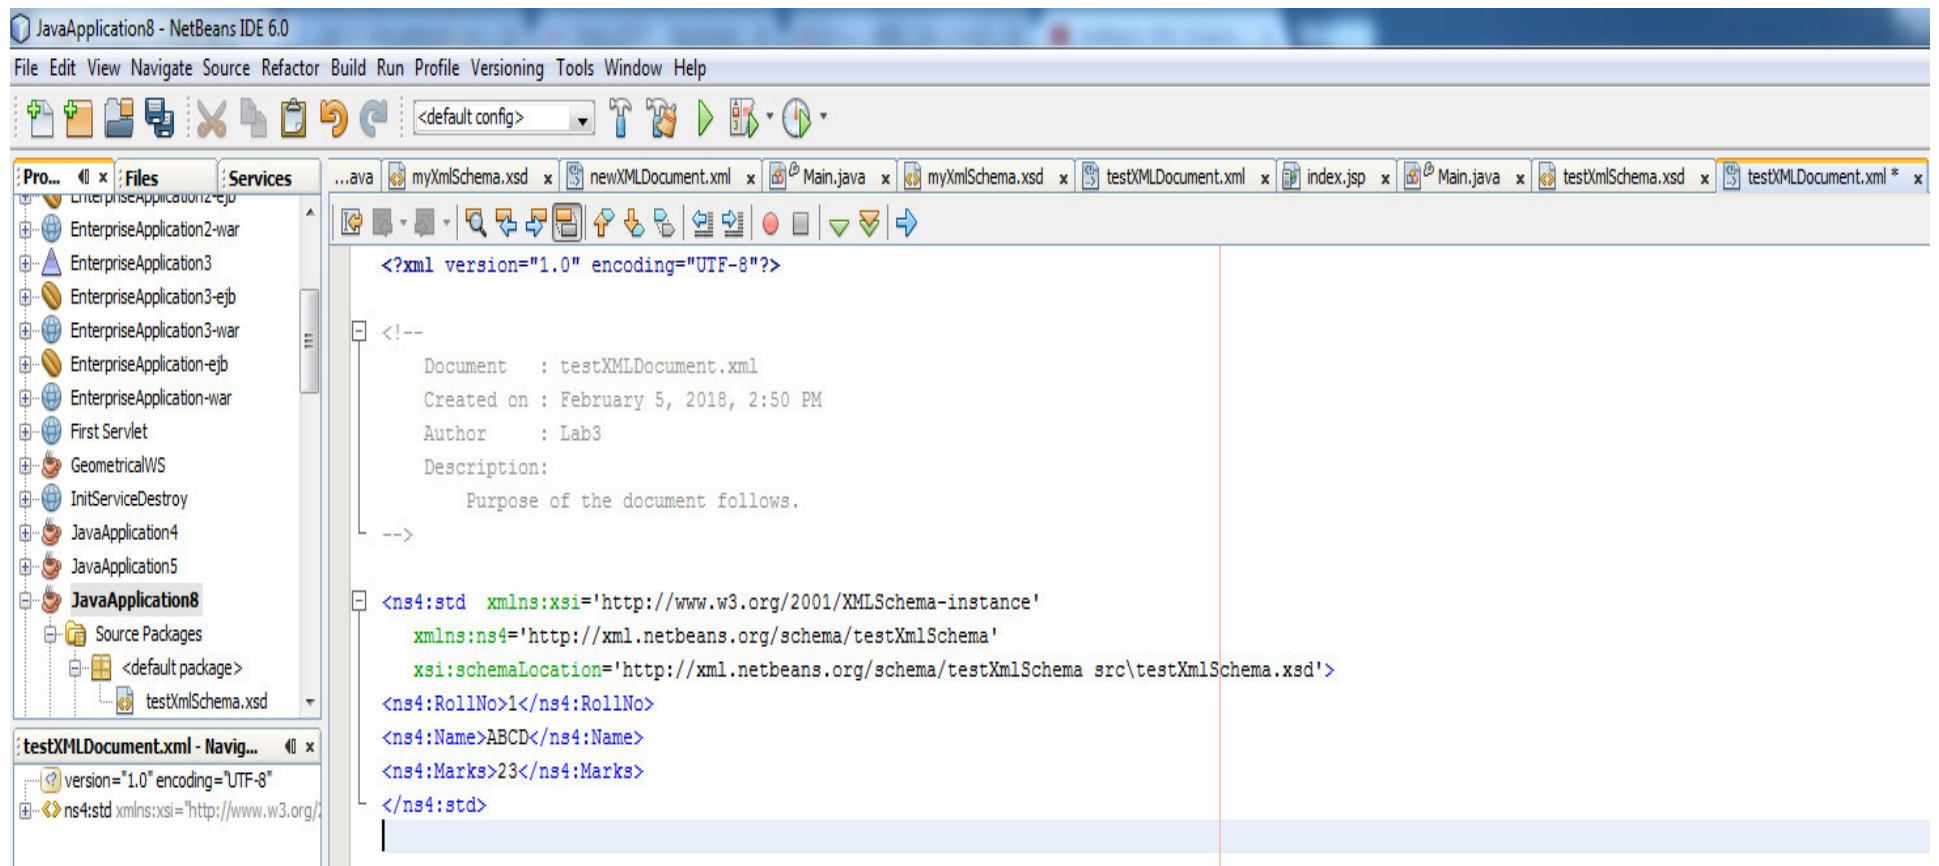 JavaApplication8 - NetBeans IDE 6.0
File Edit View Navigate Source Refactor Build Run Profile Versioning Tools Window Help
<default config>
Pro... Files Services
...ava myXmlSchema.xsd newXMLDocument.xml Main.java myXmlSchema.xsd testXMLDocument.xml index.jsp Main.java testXmlSchema.xsd testXMLDocument.xml *
EnterpriseApplication2-ejb
EnterpriseApplication2-war
EnterpriseApplication3
EnterpriseApplication3-ejb
EnterpriseApplication3-war
EnterpriseApplication-ejb
EnterpriseApplication-war
First Servlet
GeometricalWS
InitServiceDestroy
JavaApplication4
JavaApplication5
JavaApplication8
Source Packages
<default package>
testXmlSchema.xsd
testXMLDocument.xml - Navig...
version="1.0" encoding="UTF-8"
ns4:std xmlns:xsi="http://www.w3.org/
<?xml version="1.0" encoding="UTF-8"?>
<!--
Document : testXMLDocument.xml
Created on : February 5, 2018, 2:50 PM
Author : Lab3
Description:
Purpose of the document follows.
-->
<ns4:std xmlns:xsi='http://www.w3.org/2001/XMLSchema-instance'
xmlns:ns4='http://xml.netbeans.org/schema/testXmlSchema'
xsi:schemaLocation='http://xml.netbeans.org/schema/testXmlSchema src\testXmlSchema.xsd'>
<ns4:RollNo>1</ns4:RollNo>
<ns4:Name>ABCD</ns4:Name>
<ns4:Marks>23</ns4:Marks>
</ns4:std>